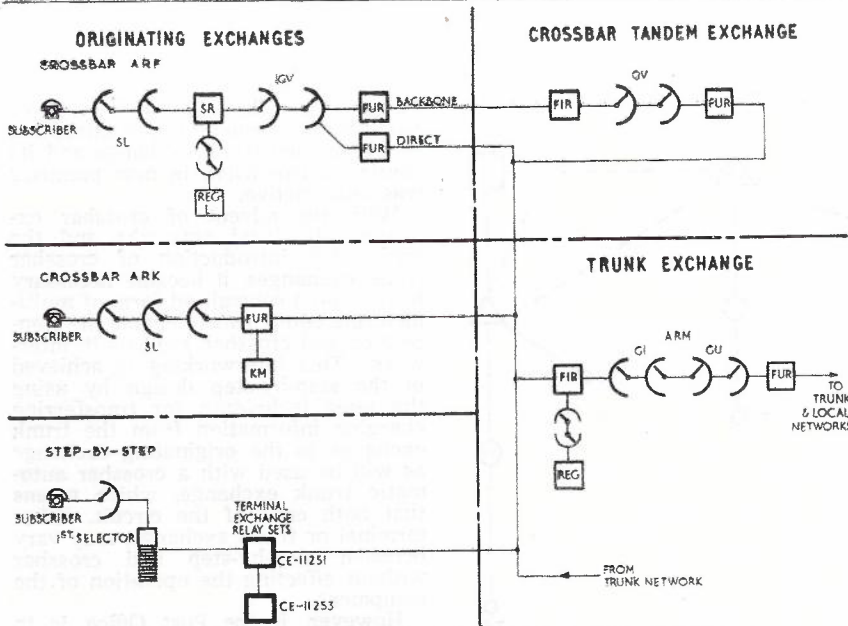 ORIGINATING EXCHANGES
CROSSBAR ARF
SUBSCRIBER
SL
SR
REG
L
IGV
FUR
BACKBONE
FUR
DIRECT
CROSSBAR TANDEM EXCHANGE
FIR
GV
FUR
CROSSBAR ARK
SUBSCRIBER
SL
FUR
KM
TRUNK EXCHANGE
FIR
REG
GI
ARM
GU
FUR
TO
TRUNK
& LOCAL
NETWORKS
STEP-BY-STEP
SUBSCRIBER
1ST SELECTOR
TERMINAL
EXCHANGE
RELAY SETS
CE-11251
CE-11253
FROM
TRUNK NETWORK